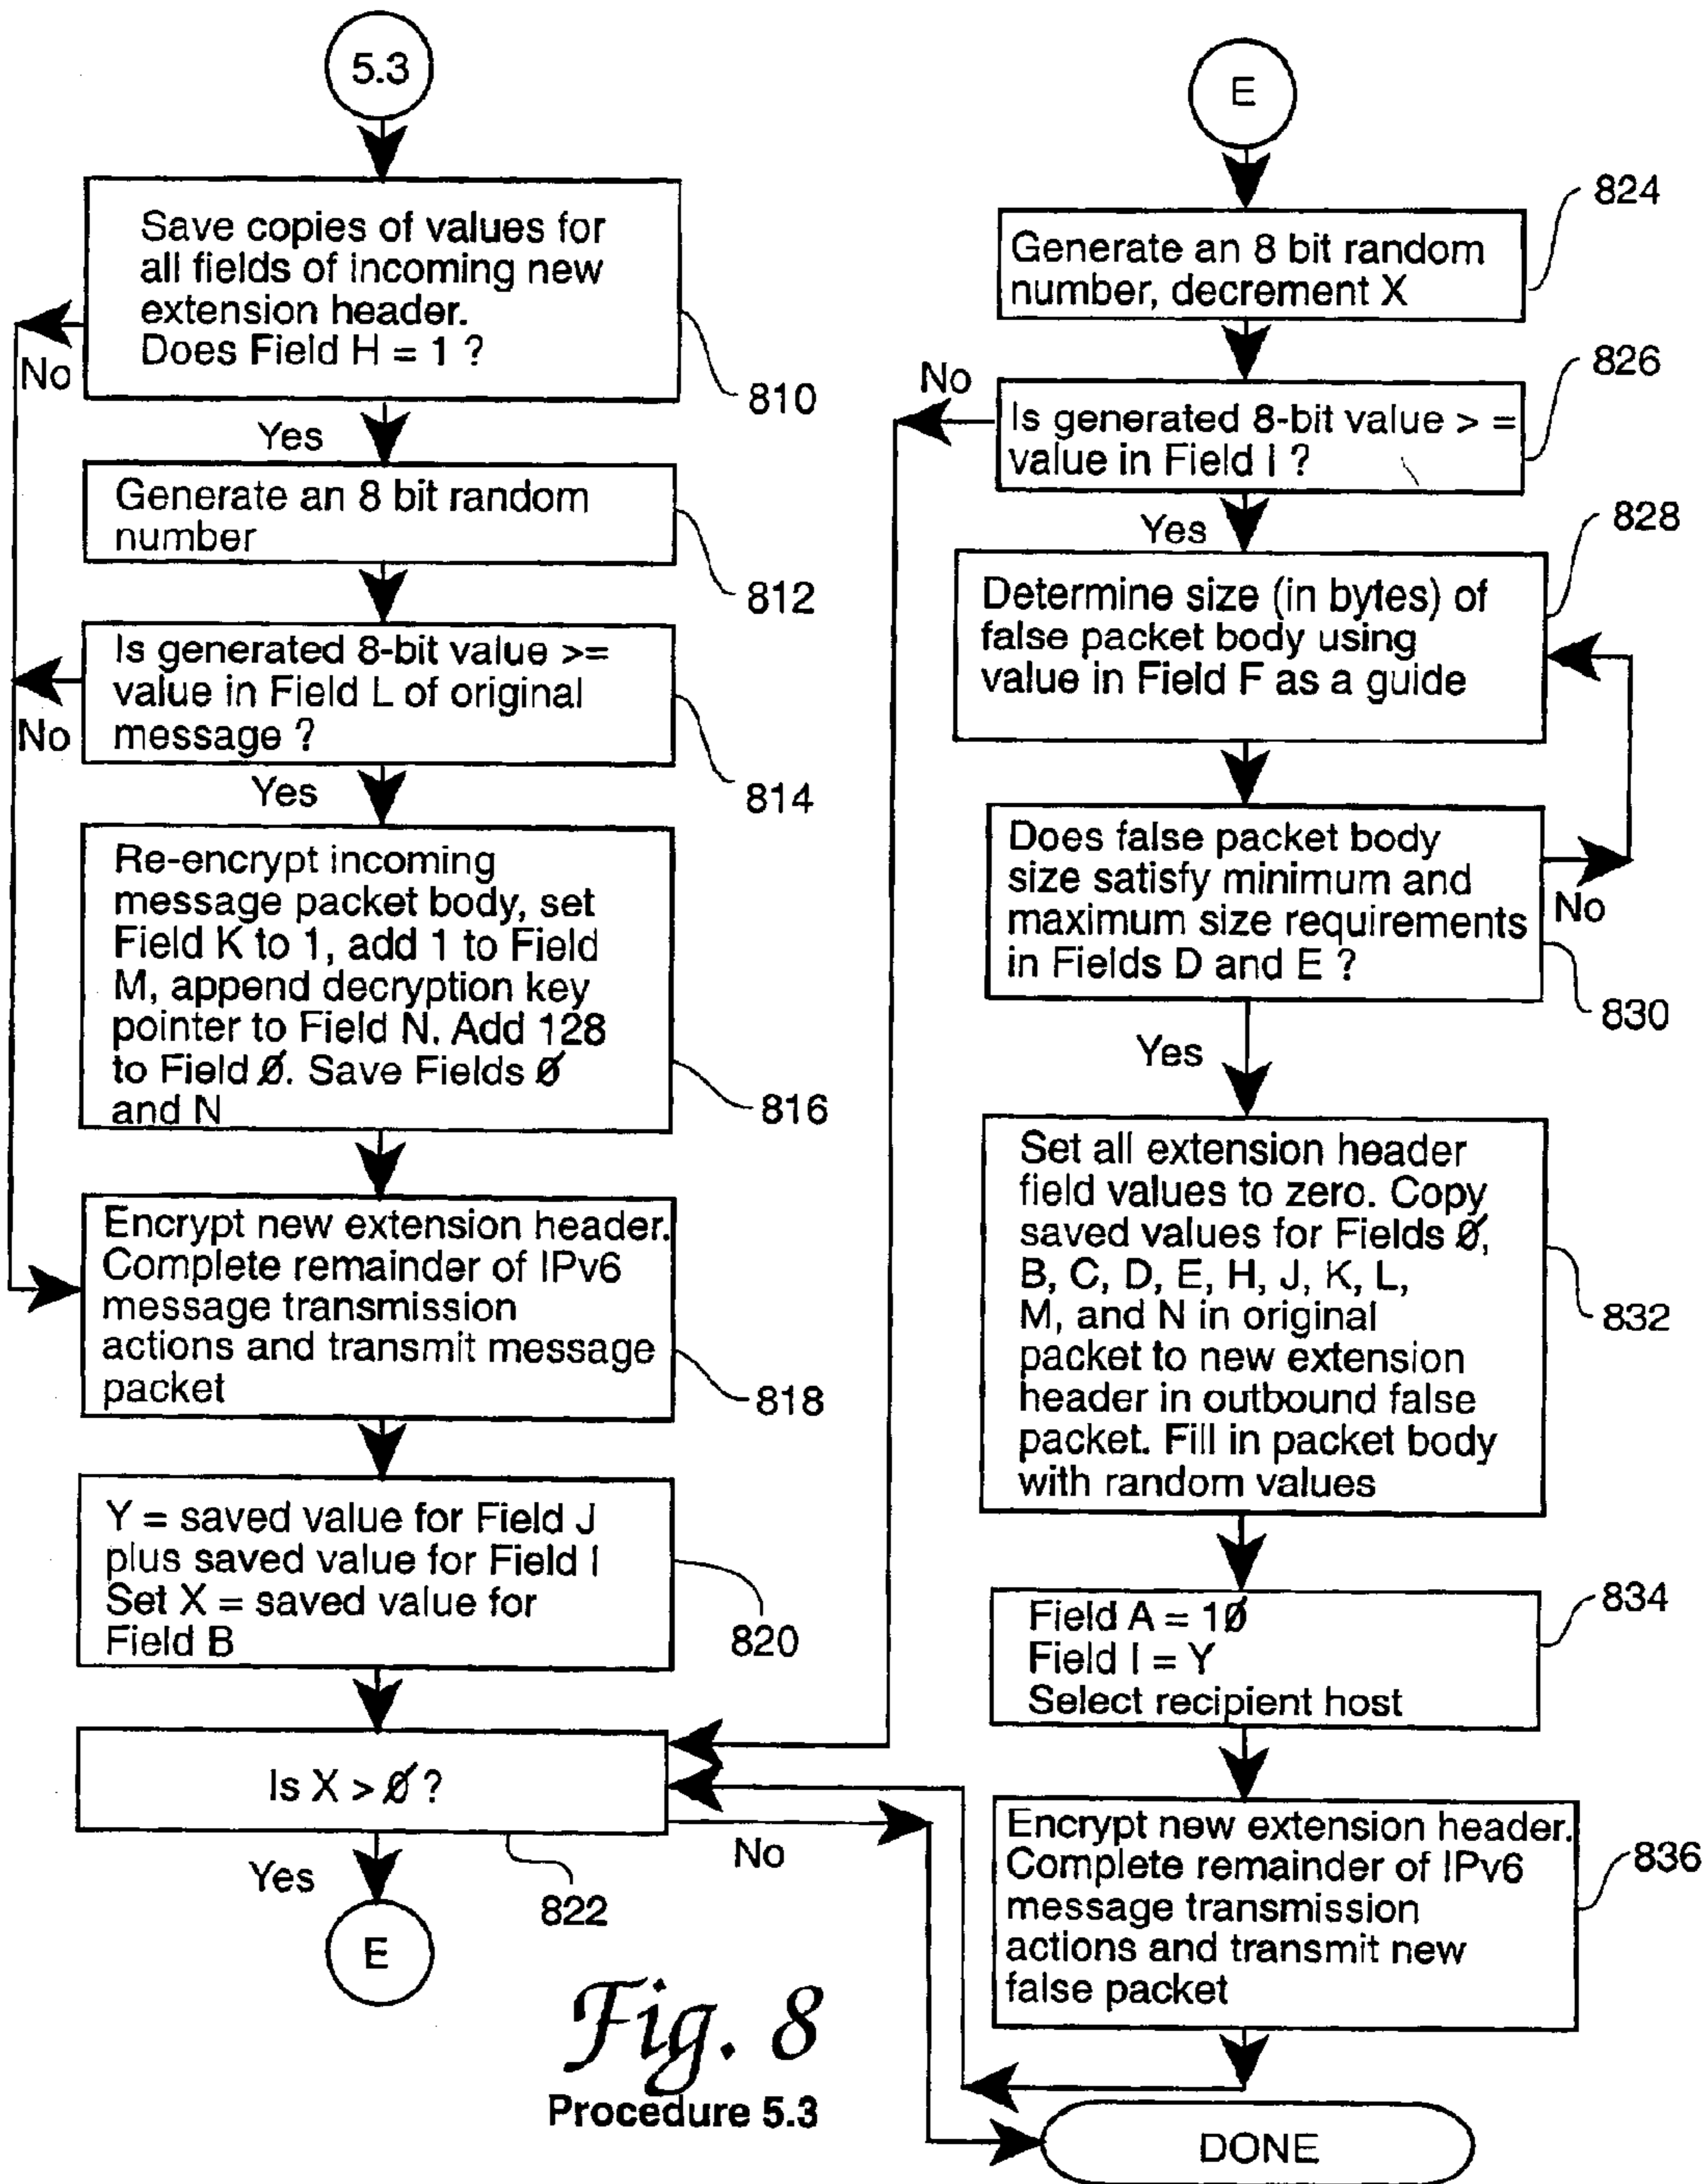 5.3
Save copies of values for
all fields of incoming new
extension header.
Does Field H = 1 ?
No
810
Yes
Generate an 8 bit random
number
812
Is generated 8-bit value >=
value in Field L of original
message ?
No
814
Yes
Re-encrypt incoming
message packet body, set
Field K to 1, add 1 to Field
M, append decryption key
pointer to Field N. Add 128
to Field Ø. Save Fields Ø
and N
816
Encrypt new extension header.
Complete remainder of IPv6
message transmission
actions and transmit message
packet
818
Y = saved value for Field J
plus saved value for Field I
Set X = saved value for
Field B
820
Is X > Ø ?
No
Yes
822
E
E
824
Generate an 8 bit random
number, decrement X
826
No
Is generated 8-bit value > =
value in Field I ?
Yes
828
Determine size (in bytes) of
false packet body using
value in Field F as a guide
Does false packet body
size satisfy minimum and
maximum size requirements
in Fields D and E ?
No
830
Yes
Set all extension header
field values to zero. Copy
saved values for Fields Ø,
B, C, D, E, H, J, K, L,
M, and N in original
packet to new extension
header in outbound false
packet. Fill in packet body
with random values
832
Field A = 1Ø
Field I = Y
Select recipient host
834
Encrypt new extension header.
Complete remainder of IPv6
message transmission
actions and transmit new
false packet
836
DONE
Fig. 8
Procedure 5.3